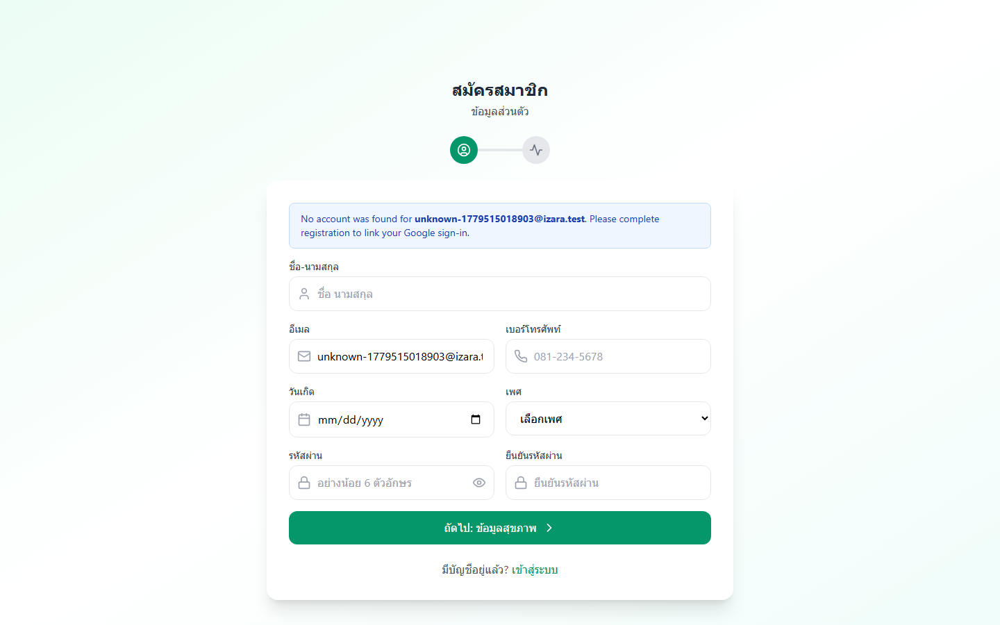 สมัครสมาชิก
ข้อมูลส่วนตัว
No account was found for unknown-1779515018903@izara.test. Please complete
registration to link your Google sign-in.
ชื่อ-นามสกุล
ชื่อ นามสกุล
อีเมล
เบอร์โทรศัพท์
unknown-1779515018903@izara.t
081-234-5678
วันเกิด
เพศ
mm/dd/yyyy
เลือกเพศ
รหัสผ่าน
ยืนยันรหัสผ่าน
อย่างน้อย 6 ตัวอักษร
ยืนยันรหัสผ่าน
ถัดไป: ข้อมูลสุขภาพ
มีบัญชีอยู่แล้ว? เข้าสู่ระบบ